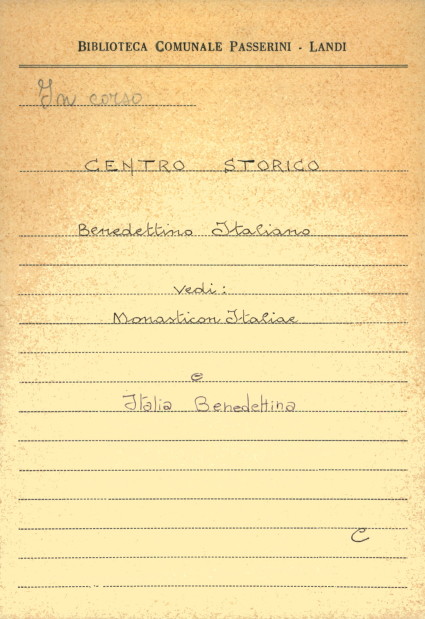 BIBLIOTECA COMUNALE PASSERINI - LANDI
In corso
CENTRO STORICO
Benedettino Italiano
vedi:
Monasticon Italiae
e
Italia Benedettina
C